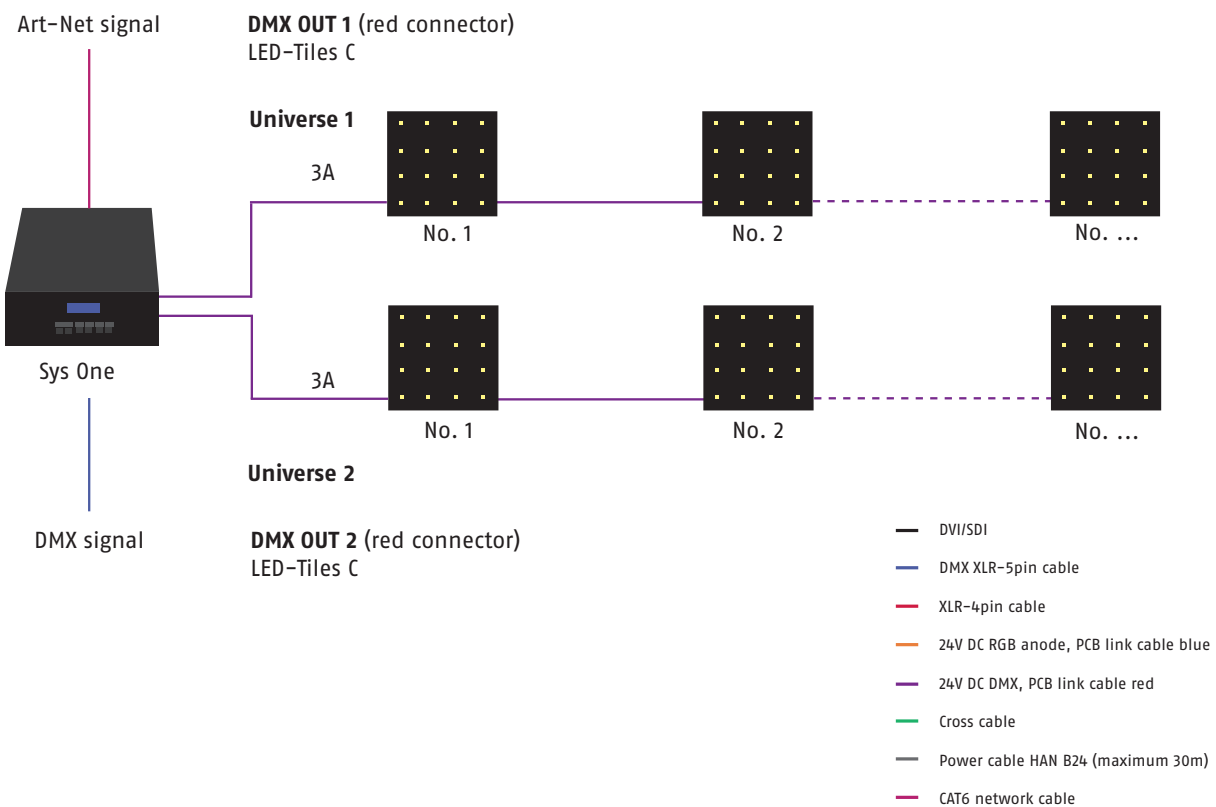 Art-Net signal
DMX OUT 1 (red connector)
LED-Tiles C
Universe 1
3A
No. 1
No. 2
No. ...
Sys One
3A
No. 1
No. 2
No. ...
Universe 2
DMX signal
DMX OUT 2 (red connector)
LED-Tiles C
DVI/SDI
DMX XLR-5pin cable
XLR-4pin cable
24V DC RGB anode, PCB link cable blue
24V DC DMX, PCB link cable red
Cross cable
Power cable HAN B24 (maximum 30m)
CAT6 network cable